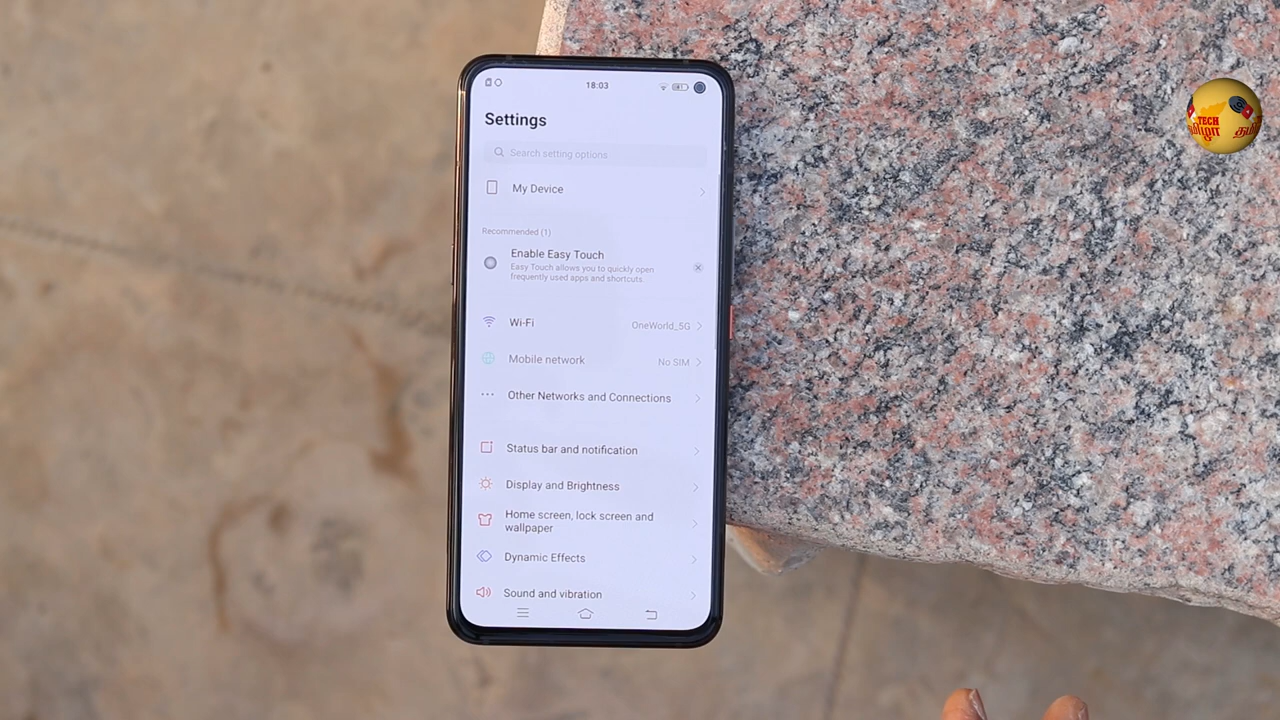 18:03
Settings
Search setting options
My Device
Recommended (1)
Enable Easy Touch
Easy Touch allows you to quickly open
frequently used apps and shortcuts.
Wi-Fi
OneWorld_5G
Mobile network
No SIM
Other Networks and Connections
Status bar and notification
Display and Brightness
Home screen, lock screen and
wallpaper
Dynamic Effects
Sound and vibration
TECH